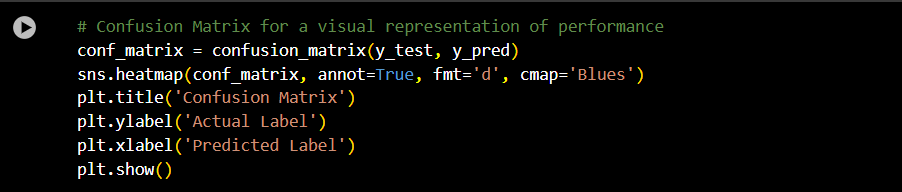 # Confusion Matrix for a visual representation of performance
conf_matrix = confusion_matrix(y_test, y_pred)
sns.heatmap(conf_matrix, annot=True, fmt='d', cmap='Blues')
plt.title('Confusion Matrix')
plt.ylabel('Actual Label')
plt.xlabel('Predicted Label')
plt.show()